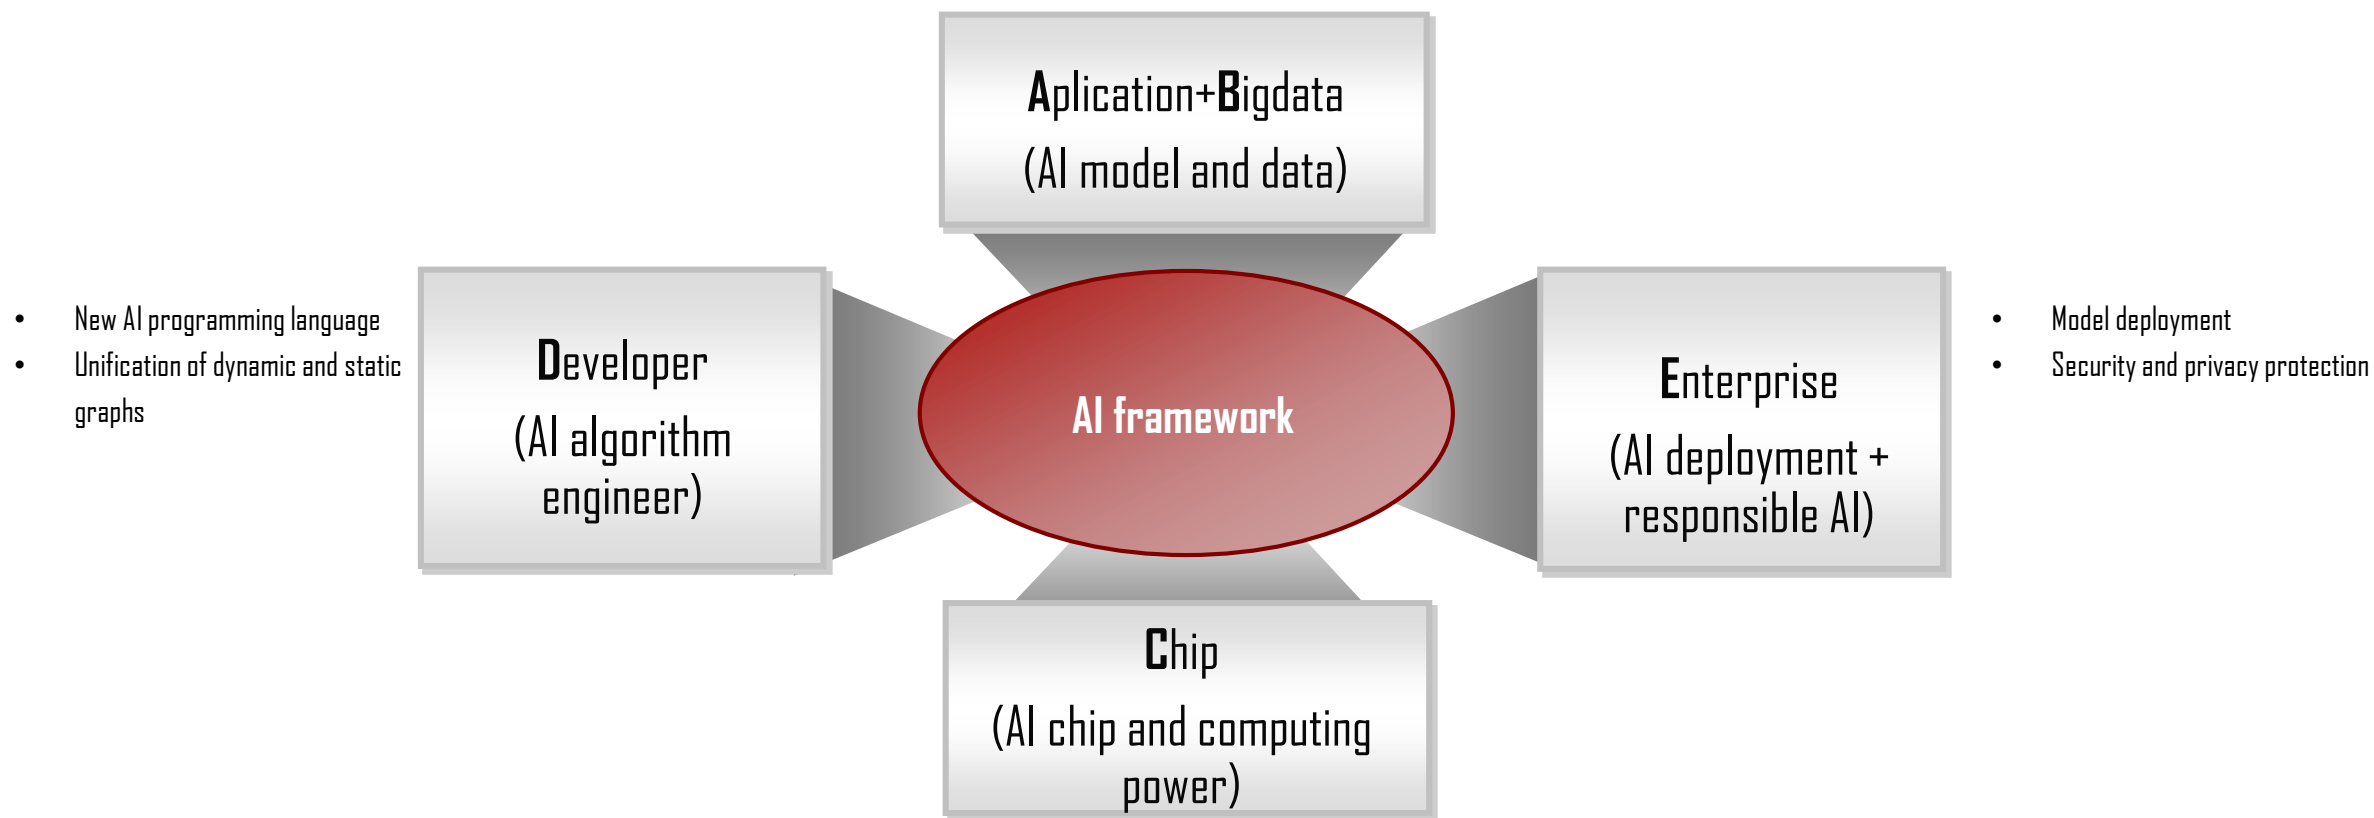 Aplication+Bigdata
(AI model and data)
• New AI programming language
• Unification of dynamic and static
graphs
Developer
(AI algorithm
engineer)
AI framework
Enterprise
(AI deployment +
responsible AI)
• Model deployment
• Security and privacy protection
Chip
(AI chip and computing
power)